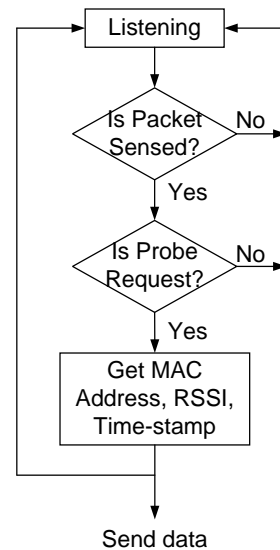 Listening
Is Packet
Sensed?
No
Yes
Is Probe
Request?
No
Yes
Get MAC
Address, RSSI,
Time-stamp
Send data